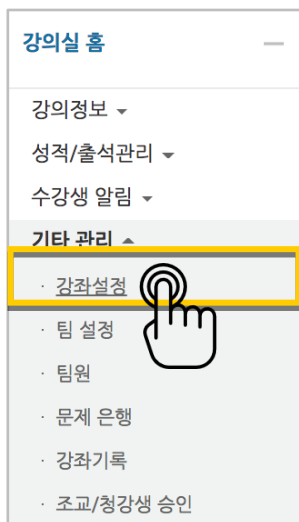 강의실 홈
강의정보
성적/출석관리
수강생 알림
기타 관리
· 강좌설정
· 팀 설정
· 팀원
· 문제 은행
· 강좌기록
· 조교/청강생 승인